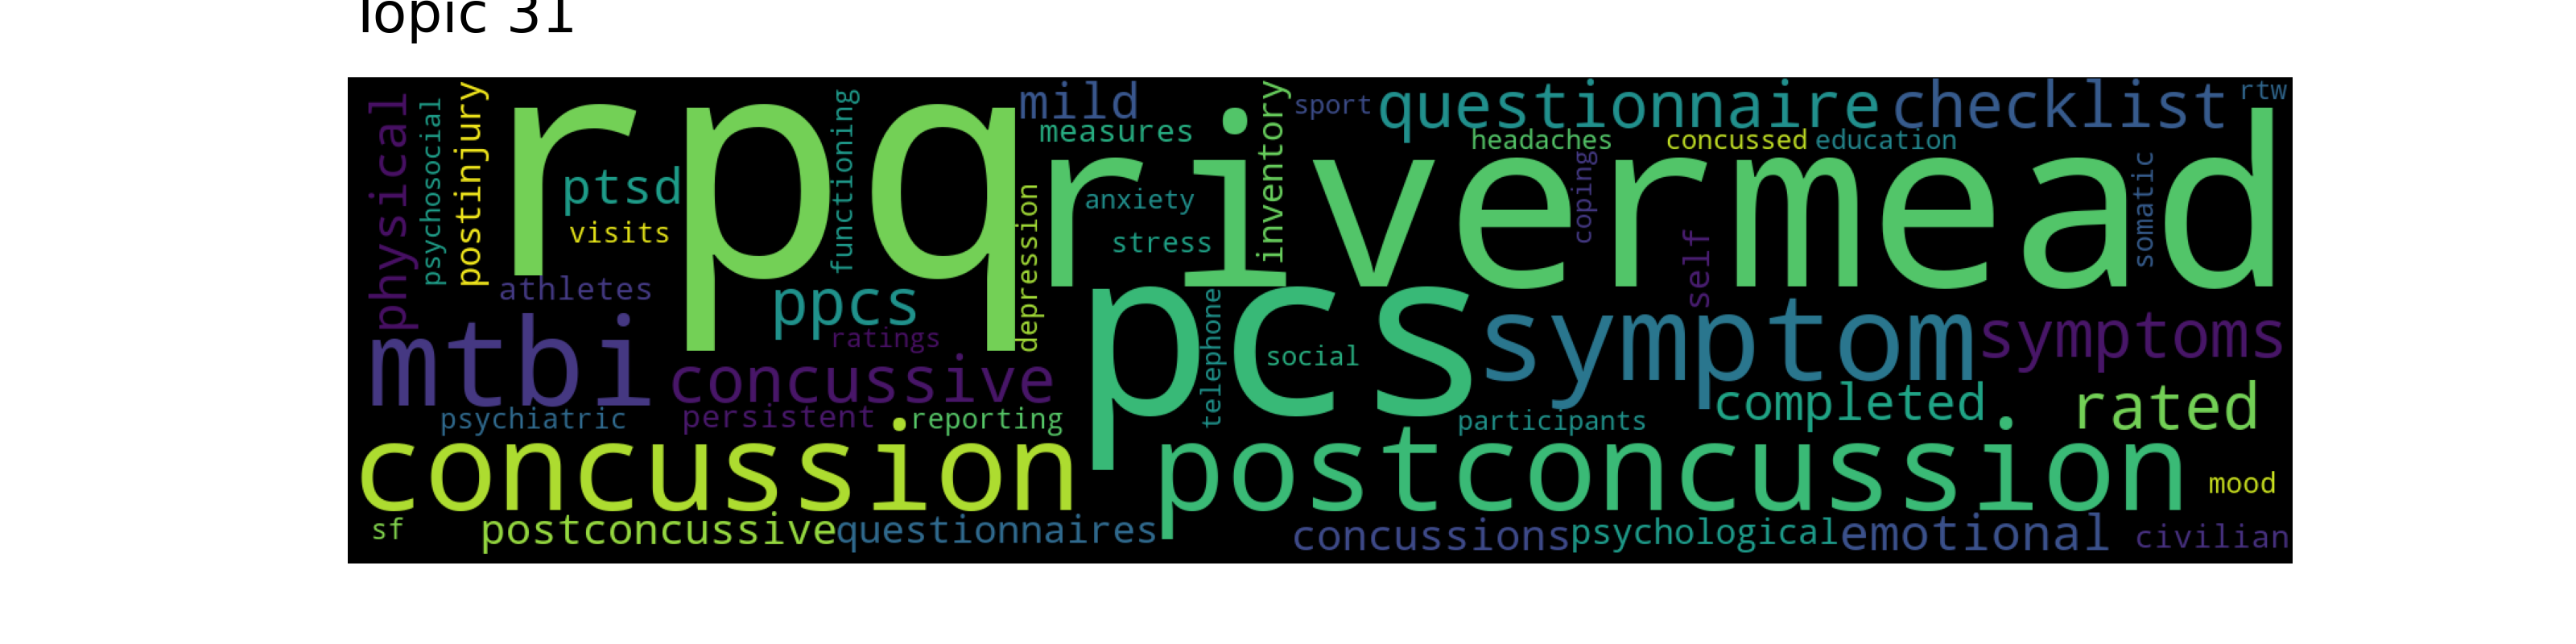 Topic 31
physical
psychosocial
postinjury
rpq
ptsd
visits
functioning
mild
measures
sport
questionnaire
checklist
rtw
headaches
concussed
education
inventory
rivermead
anxiety
stress
coping
self
somatic
depression
athletes
ppcs
ratings
mtbi
concussive
pcs
telephone
social
symptom
symptoms
psychiatric
persistent
reporting
participants
completed
rated
concussion
postconcussion
mood
sf
postconcussive
questionnaires
concussions
psychological
emotional
civilian